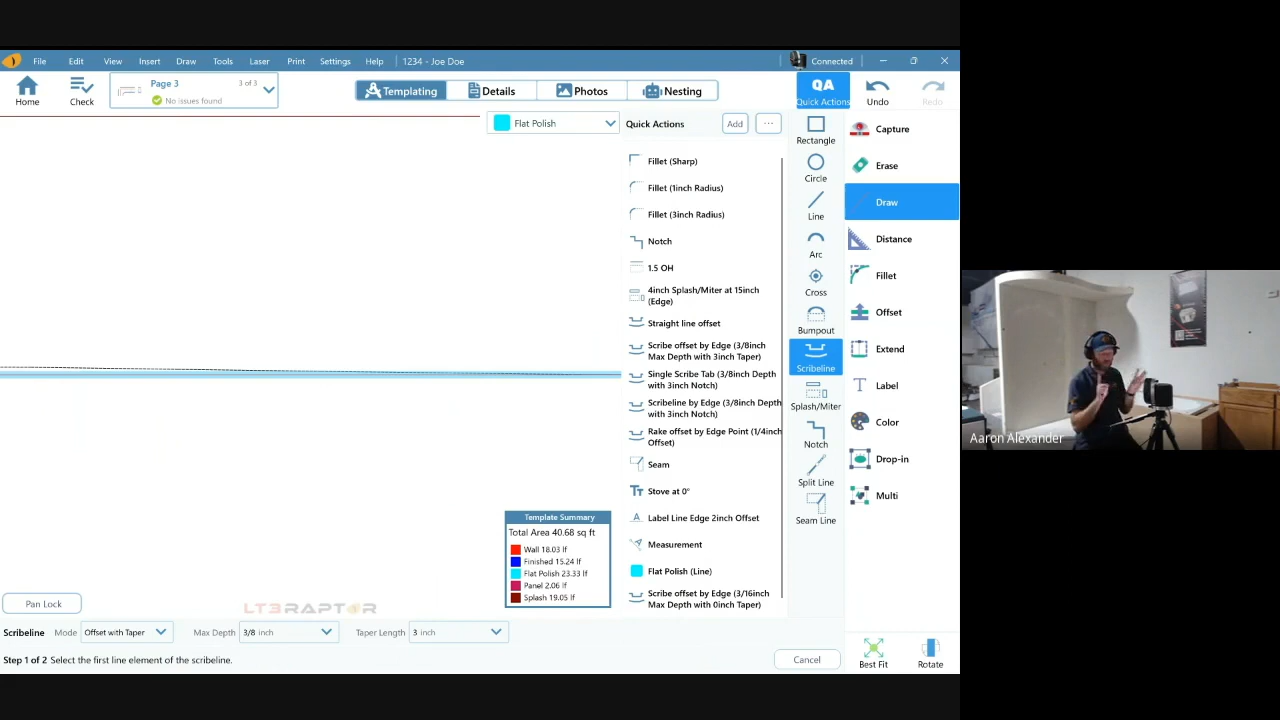 File Edit View Insert Draw Tools Laser Print Settings Help 1234 - Joe Doe Connected
Home
Check
Page 3 3 of 3
No issues found
Templating Details Photos Nesting
QA
Quick Actions
Undo
Redo
Flat Polish
Quick Actions
Add
...
Fillet (Sharp)
Fillet (1inch Radius)
Fillet (3inch Radius)
Notch
1.5 OH
4inch Splash/Miter at 15inch
(Edge)
Straight line offset
Scribe offset by Edge (3/8inch
Max Depth with 3inch Taper)
Single Scribe Tab (3/8inch Depth
with 3inch Notch)
Scribeline by Edge (3/8inch Depth
with 3inch Notch)
Rake offset by Edge Point (1/4inch
Offset)
Seam
Stove at 0°
Label Line Edge 2inch Offset
Measurement
Flat Polish (Line)
Scribe offset by Edge (3/16inch
Max Depth with 0inch Taper)
Rectangle
Circle
Line
Arc
Cross
Bumpout
Scribeline
Splash/Miter
Notch
Split Line
Seam Line
Capture
Erase
Draw
Distance
Fillet
Offset
Extend
Label
Color
Drop-in
Multi
Best Fit
Rotate
Template Summary
Total Area 40.68 sq ft
Wall 18.03 lf
Finished 15.24 lf
Flat Polish 23.33 lf
Panel 2.06 lf
Splash 19.05 lf
Pan Lock
LT3RAPTOR
Scribeline Mode Offset with Taper Max Depth 3/8 inch Taper Length 3 inch
Step 1 of 2 Select the first line element of the scribeline.
Cancel
Aaron Alexander